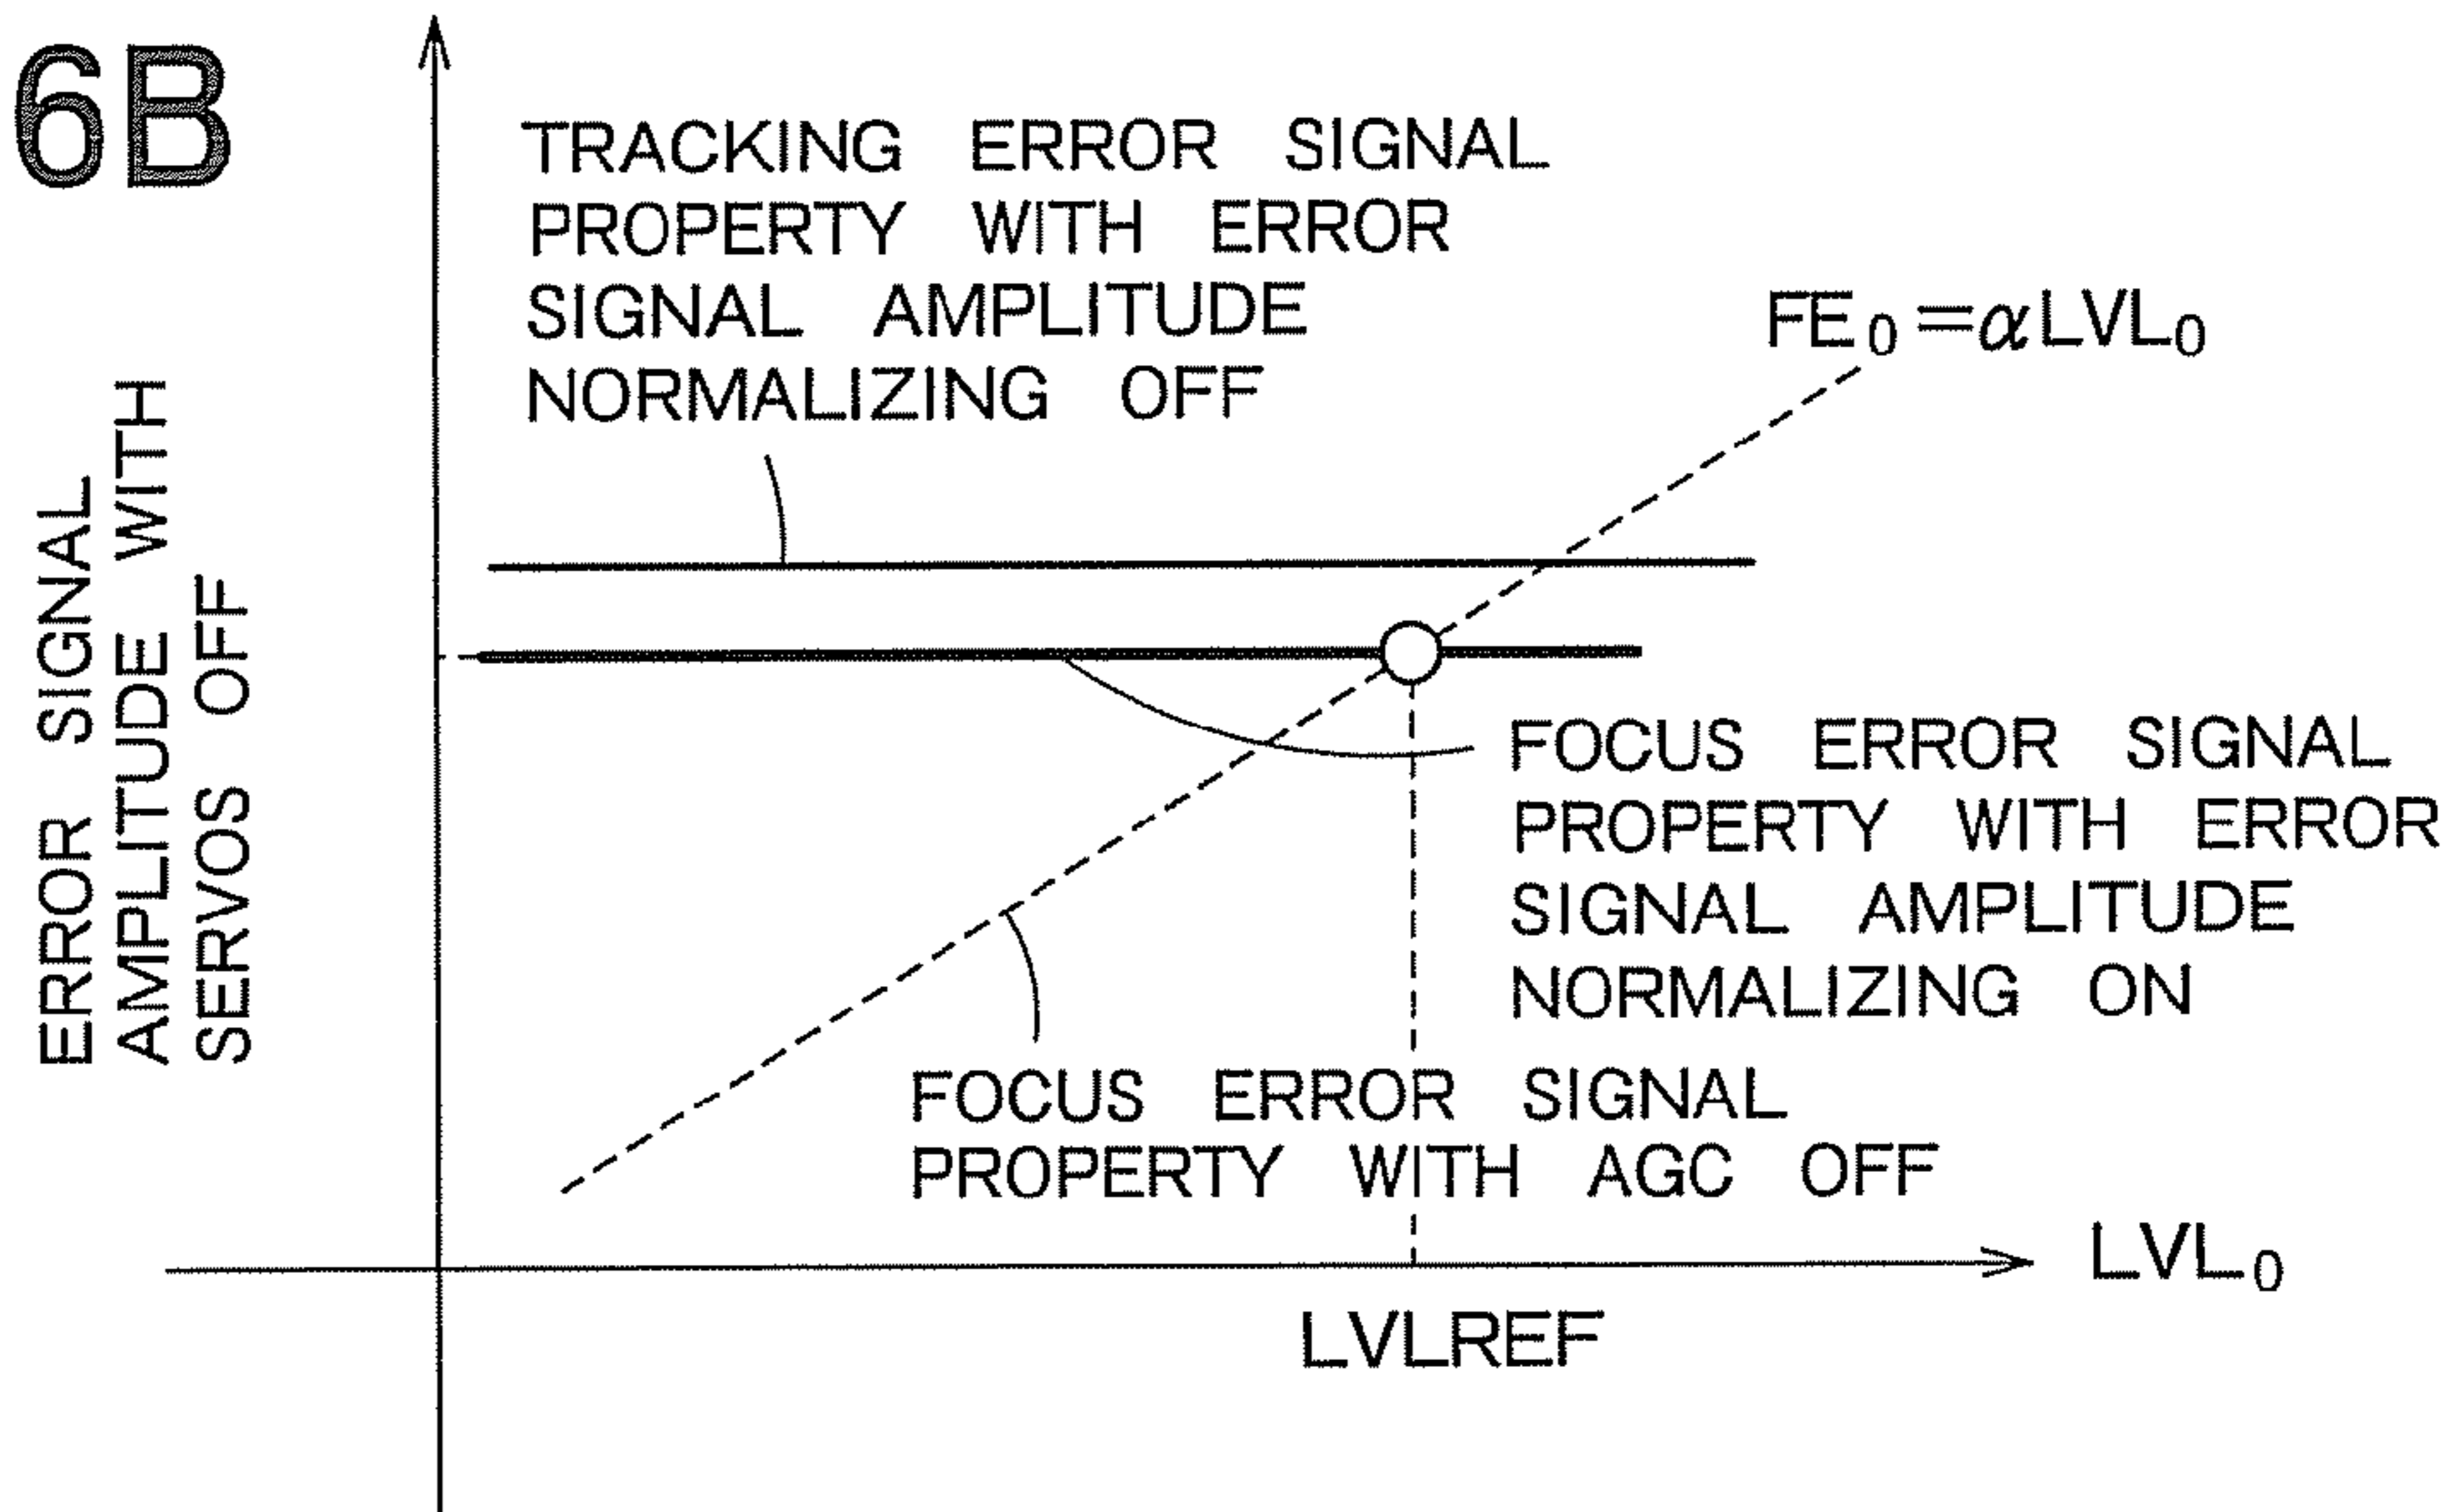 6B
TRACKING ERROR SIGNAL
PROPERTY WITH ERROR
SIGNAL AMPLITUDE
NORMALIZING OFF
FE₀=αLVL₀
ERROR SIGNAL
AMPLITUDE WITH
SERVOS OFF
FOCUS ERROR SIGNAL
PROPERTY WITH ERROR
SIGNAL AMPLITUDE
NORMALIZING ON
FOCUS ERROR SIGNAL
PROPERTY WITH AGC OFF
LVL₀
LVLREF